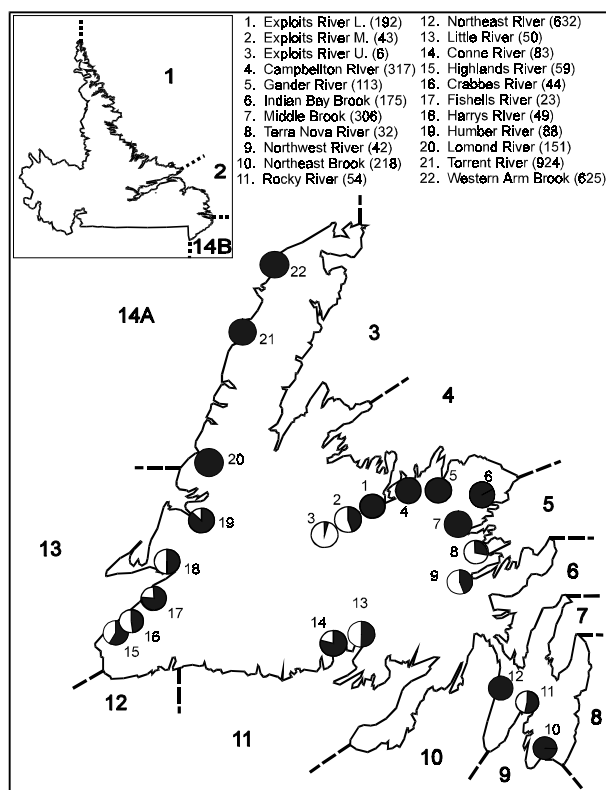 1. Exploits River L. (192)
2. Exploits River M. (43)
3. Exploits River U. (6)
4. Campbellton River (317)
5. Gander River (113)
6. Indian Bay Brook (175)
7. Middle Brook (306)
8. Terra Nova River (32)
9. Northwest River (42)
10. Northeast Brook (218)
11. Rocky River (54)
12. Northeast River (632)
13. Little River (50)
14. Conne River (83)
15. Highlands River (59)
16. Crabbes River (44)
17. Fishells River (23)
18. Harrys River (49)
19. Humber River (88)
20. Lomond River (151)
21. Torrent River (924)
22. Western Arm Brook (625)
1
2
14B
22
14A
3
21
4
20
1
4
5
6
5
2
3
19
7
13
18
8
9
6
17
7
16
14
13
15
12
11
12
8
11
10
10
9